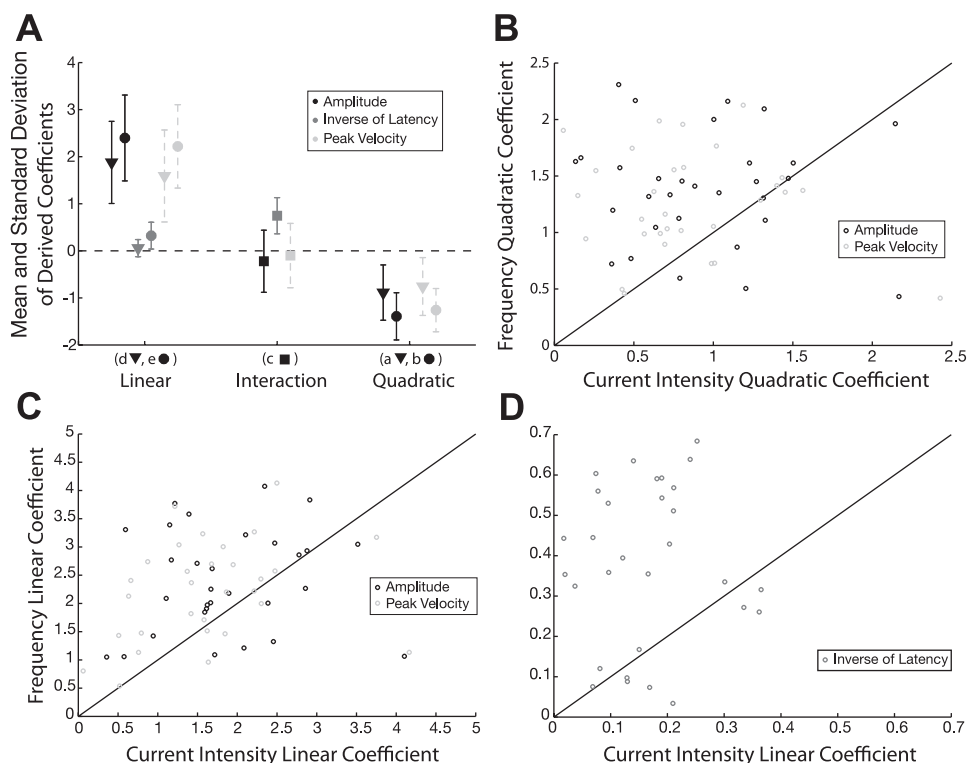 A
Mean and Standard Deviation
of Derived Coefficients
4
3
2
1
0
-1
-2
Amplitude
Inverse of Latency
Peak Velocity
(d▼, e●)
(c ■)
(a▼, b●)
Linear
Interaction
Quadratic
B
Frequency Quadratic Coefficient
2.5
2
1.5
1
0.5
0
0
0.5
1
1.5
2
2.5
Amplitude
Peak Velocity
Current Intensity Quadratic Coefficient
C
Frequency Linear Coefficient
5
4.5
4
3.5
3
2.5
2
1.5
1
0.5
0
0
0.5
1
1.5
2
2.5
3
3.5
4
4.5
5
Amplitude
Peak Velocity
Current Intensity Linear Coefficient
D
0.7
0.6
0.5
0.4
0.3
0.2
0.1
0
0
0.1
0.2
0.3
0.4
0.5
0.6
0.7
Inverse of Latency
Current Intensity Linear Coefficient